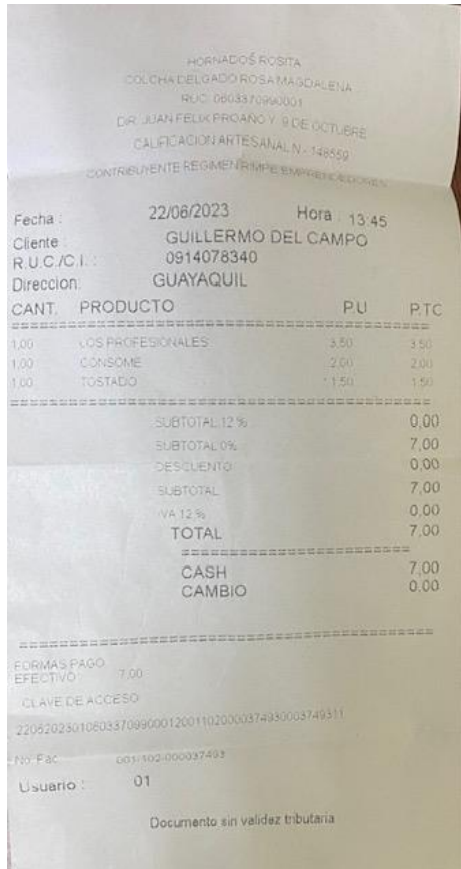 HORNADOS ROSITA
COLCHA DELGADO ROSA MAGDALENA
RUC: 0603370990001
DIR: JUAN FELIX PROAÑO Y 9 DE OCTUBRE
CALIFICACION ARTESANAL N - 148559
CONTRIBUYENTE REGIMEN RIMPE EMPRENDEDORES
Fecha : 22/06/2023 Hora : 13:45
Cliente : GUILLERMO DEL CAMPO
R.U.C./C.I. : 0914078340
Direccion: GUAYAQUIL
CANT. PRODUCTO P.U P.TC
1,00 LOS PROFESIONALES 3,50 3,50
1,00 CONSOME 2,00 2,00
1,00 TOSTADO 1,50 1,50
SUBTOTAL 12 % 0,00
SUBTOTAL 0% 7,00
DESCUENTO 0,00
SUBTOTAL 7,00
IVA 12 % 0,00
TOTAL 7,00
CASH 7,00
CAMBIO 0,00
FORMAS PAGO
EFECTIVO 7,00
CLAVE DE ACCESO
No. Fac. 001-102-000037493
Usuario : 01
Documento sin validez tributaria